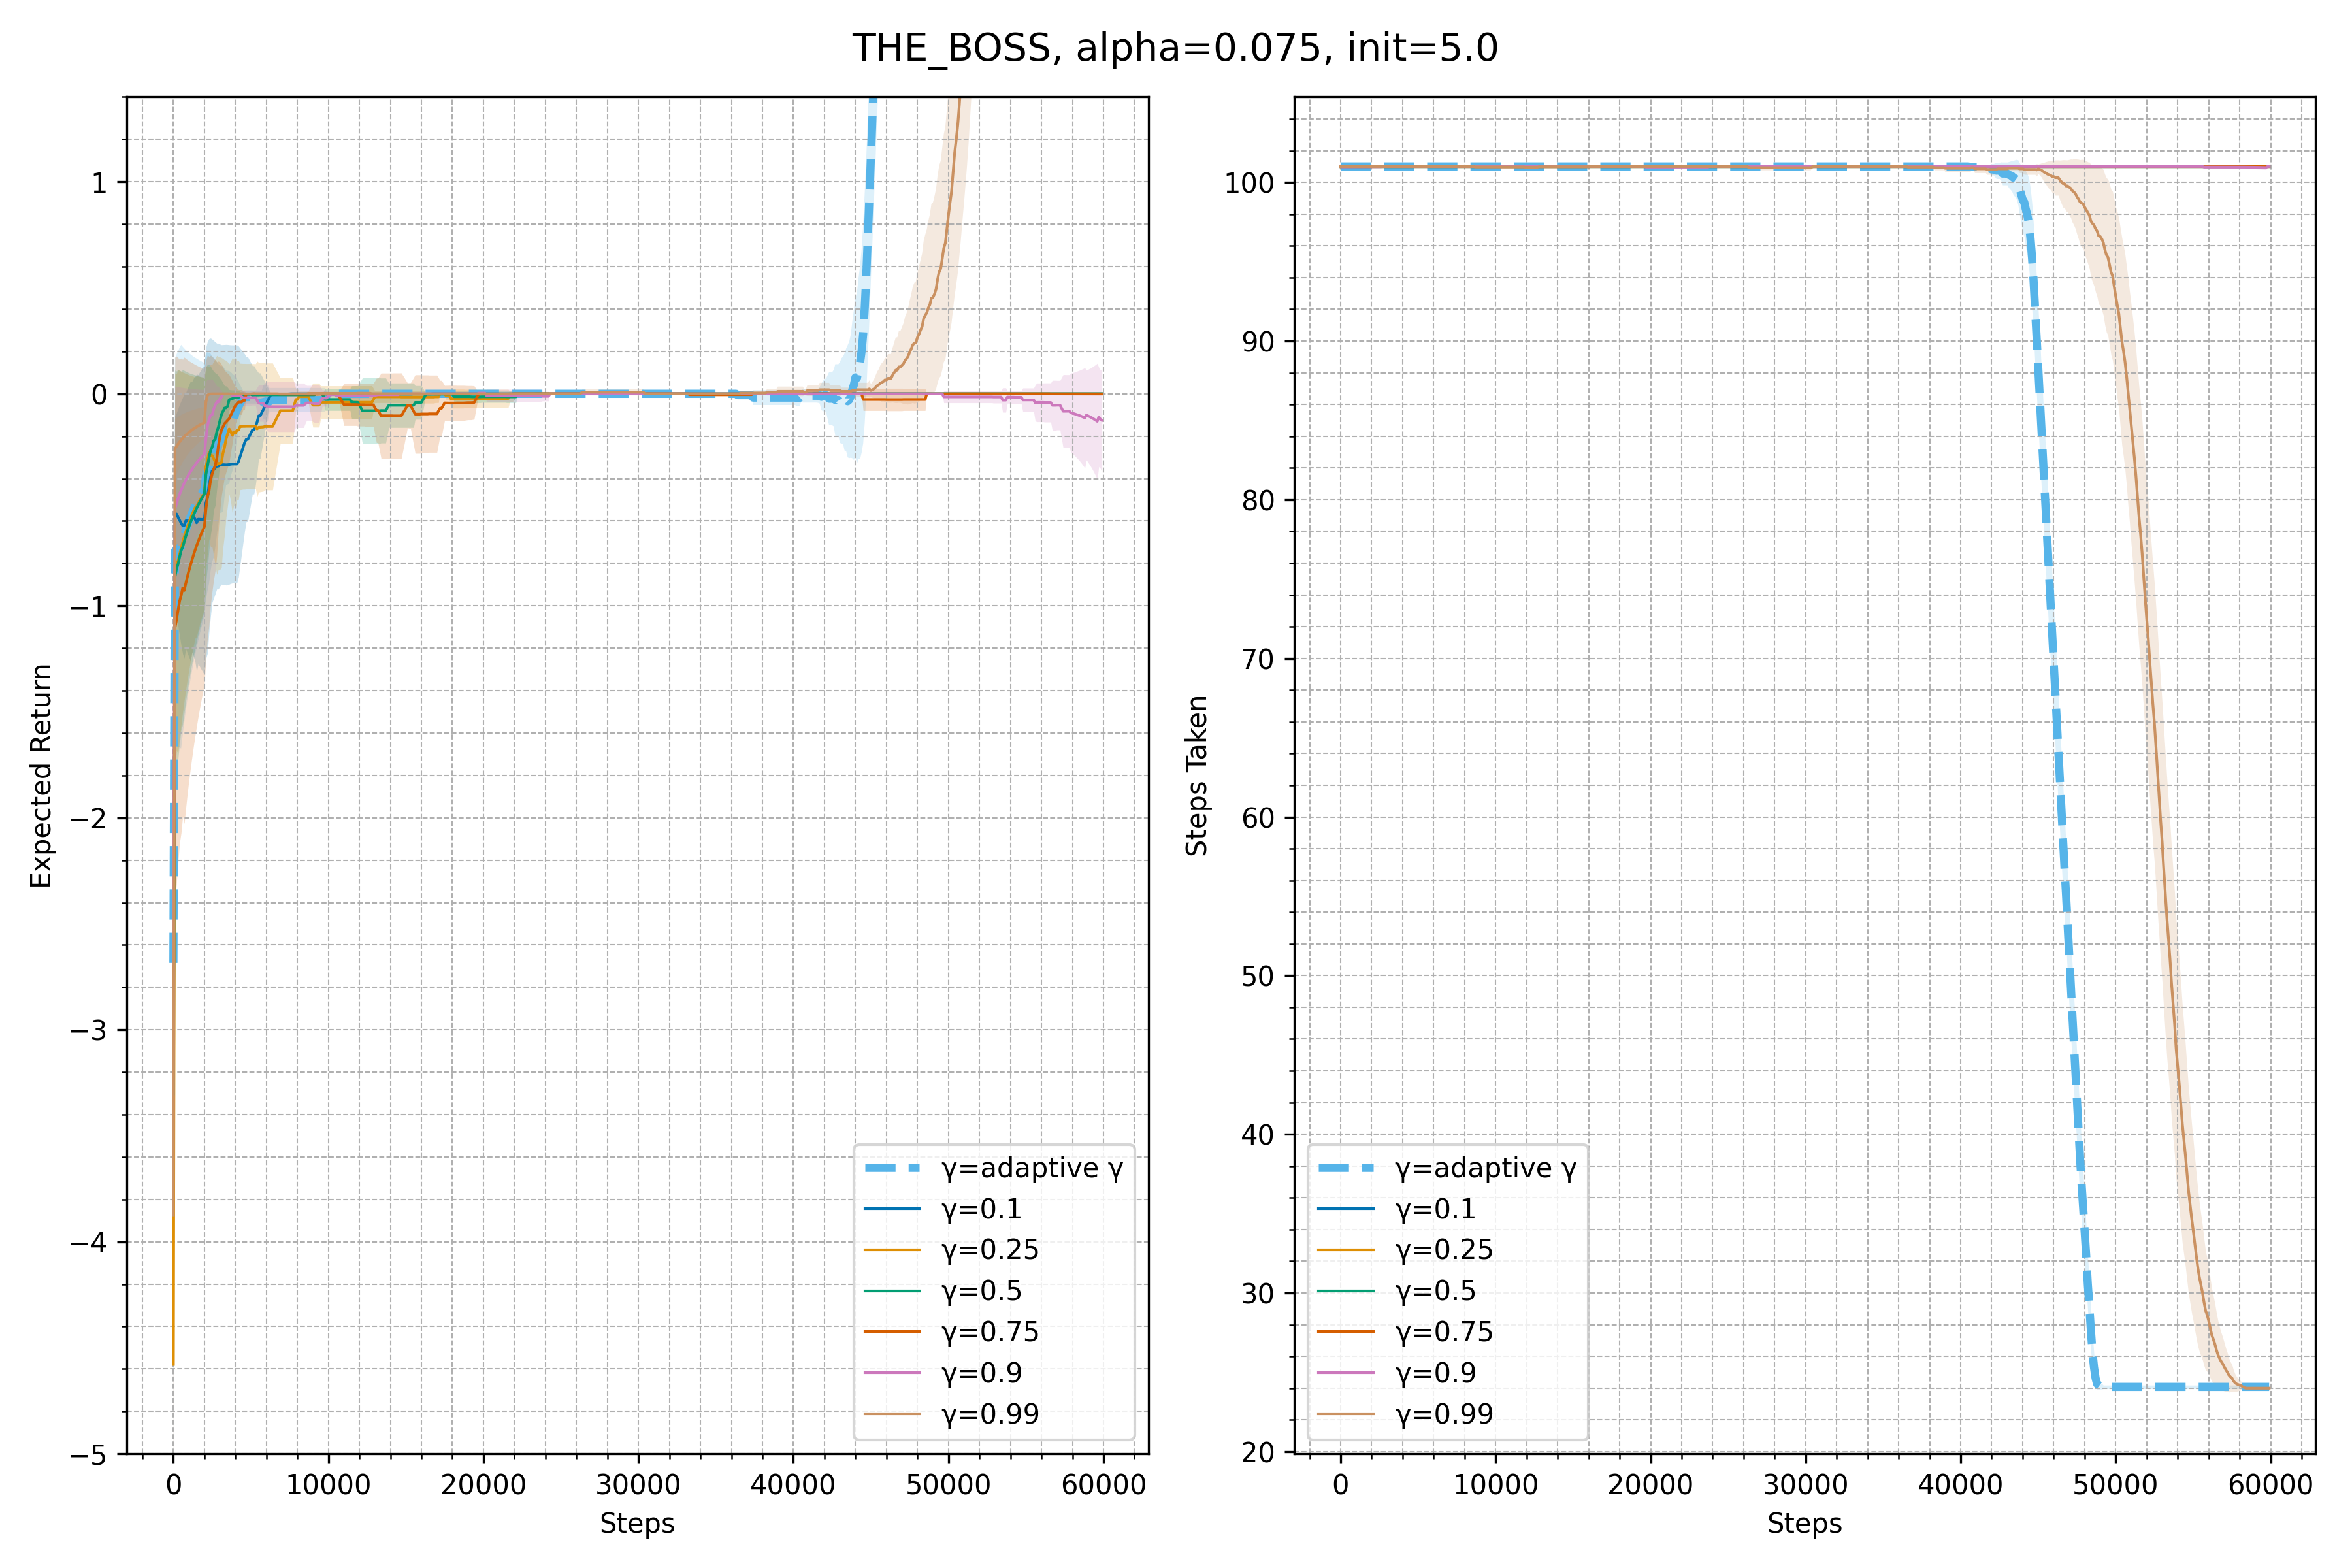 THE_BOSS, alpha=0.075, init=5.0
Expected Return
1
0
−1
−2
−3
−4
−5
0 10000 20000 30000 40000 50000 60000
Steps
γ=adaptive γ
γ=0.1
γ=0.25
γ=0.5
γ=0.75
γ=0.9
γ=0.99
Steps Taken
100
90
80
70
60
50
40
30
20
0 10000 20000 30000 40000 50000 60000
Steps
γ=adaptive γ
γ=0.1
γ=0.25
γ=0.5
γ=0.75
γ=0.9
γ=0.99